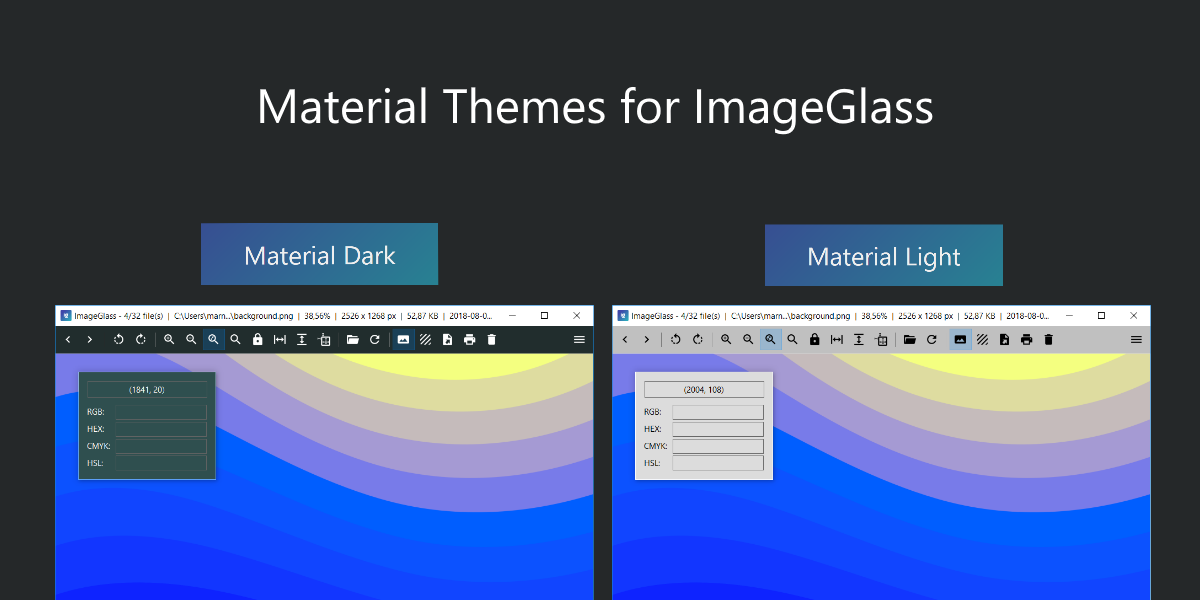 Material Themes for ImageGlass
Material Dark
Material Light
ImageGlass - 4/32 file(s) | C:\Users\marn...\background.png | 38,56% | 2526 x 1268 px | 52,87 KB | 2018-08-0...
(1841, 20)
RGB:
HEX:
CMYK:
HSL:
ImageGlass - 4/32 file(s) | C:\Users\marn...\background.png | 38,56% | 2526 x 1268 px | 52,87 KB | 2018-08-0...
(2004, 108)
RGB:
HEX:
CMYK:
HSL: